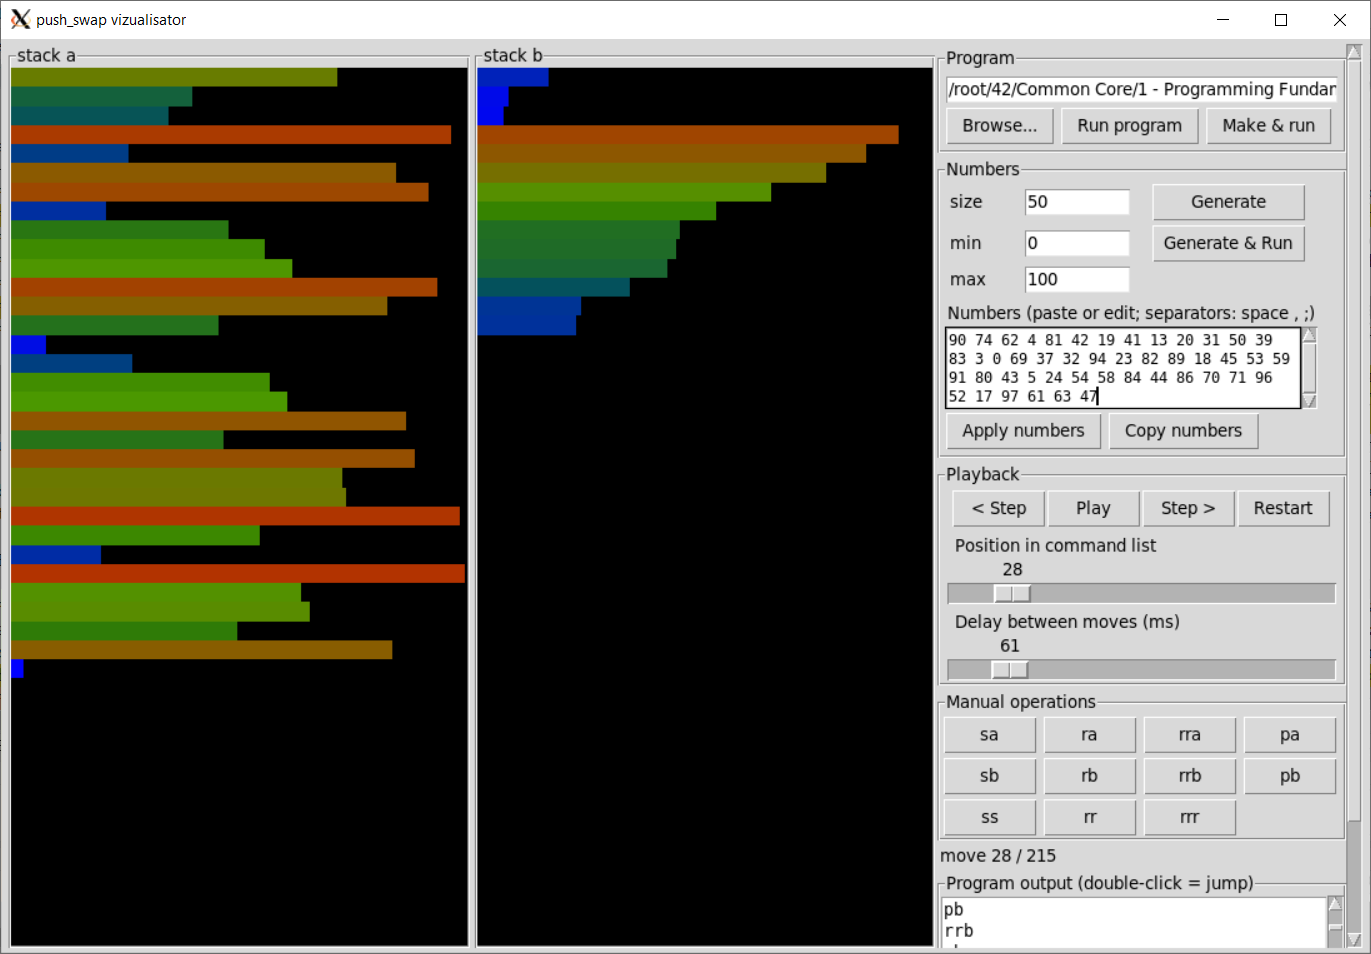 push_swap vizualisator
stack a
stack b
Program
/root/42/Common Core/1 - Programming Fundar
Browse...
Run program
Make & run
Numbers
size
50
Generate
min
0
Generate & Run
max
100
Numbers (paste or edit; separators: space , ;)
90 74 62 4 81 42 19 41 13 20 31 50 39
83 3 0 69 37 32 94 23 82 89 18 45 53 59
91 80 43 5 24 54 58 84 44 86 70 71 96
52 17 97 61 63 47
Apply numbers
Copy numbers
Playback
< Step
Play
Step >
Restart
Position in command list
28
Delay between moves (ms)
61
Manual operations
sa
ra
rra
pa
sb
rb
rrb
pb
ss
rr
rrr
move 28 / 215
Program output (double-click = jump)
pb
rrb